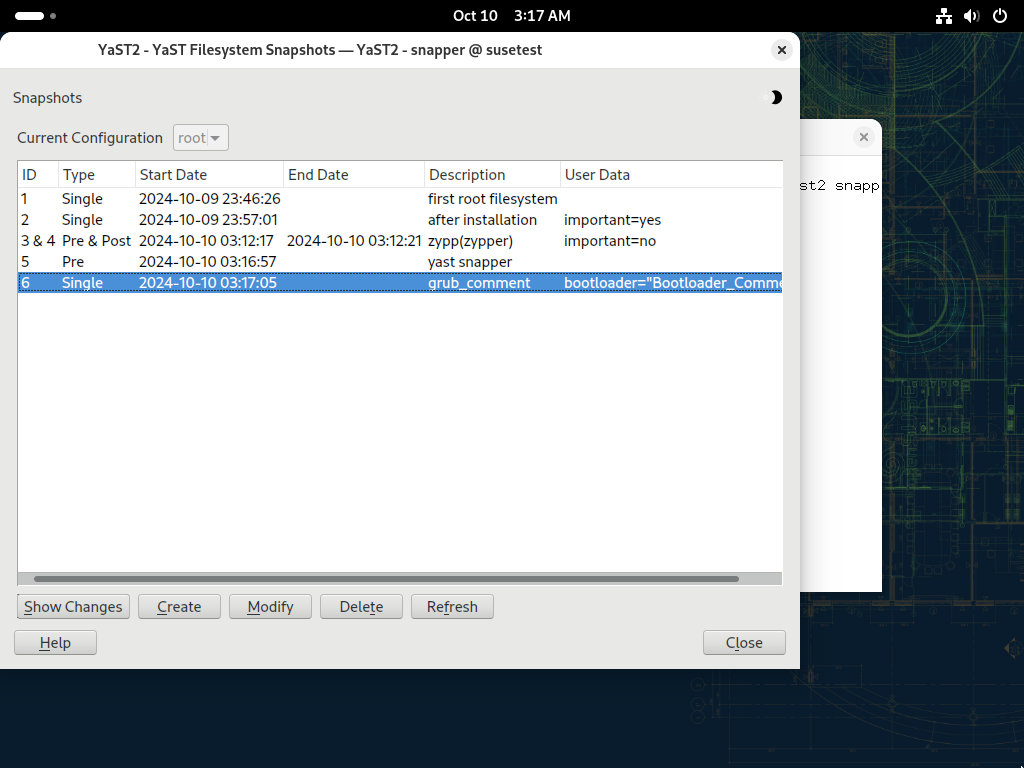 Oct 10 3:17 AM
YaST2 - YaST Filesystem Snapshots — YaST2 - snapper @ susetest
Snapshots
Current Configuration root
ID Type Start Date End Date Description User Data
1 Single 2024-10-09 23:46:26 first root filesystem
2 Single 2024-10-09 23:57:01 after installation important=yes
3 & 4 Pre & Post 2024-10-10 03:12:17 2024-10-10 03:12:21 zypp(zypper) important=no
5 Pre 2024-10-10 03:16:57 yast snapper
6 Single 2024-10-10 03:17:05 grub_comment bootloader="Bootloader_Comme
st2 snapp
Show Changes Create Modify Delete Refresh
Help Close